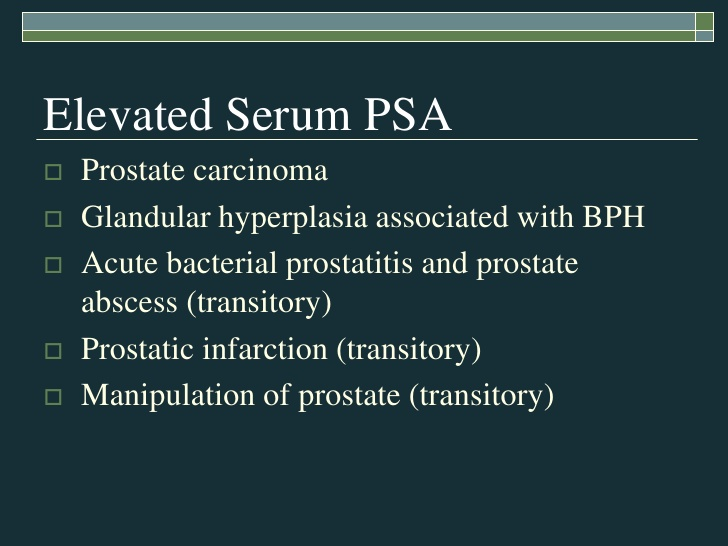 Elevated Serum PSA
Prostate carcinoma
Glandular hyperplasia associated with BPH
Acute bacterial prostatitis and prostate
abscess (transitory)
Prostatic infarction (transitory)
Manipulation of prostate (transitory)